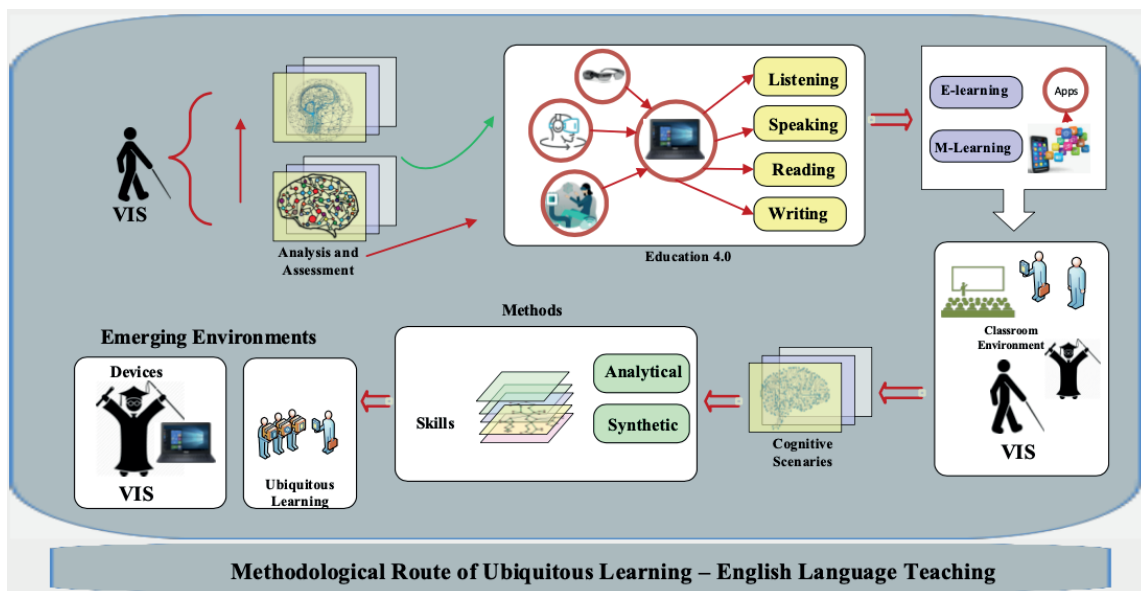 VIS
Analysis and
Assessment
Listening
Speaking
Reading
Writing
Education 4.0
E-learning
M-Learning
Apps
Classroom
Environment
VIS
Cognitive
Scenaries
Methods
Analytical
Synthetic
Skills
Emerging Environments
Ubiquitous
Learning
Devices
VIS
Methodological Route of Ubiquitous Learning – English Language Teaching